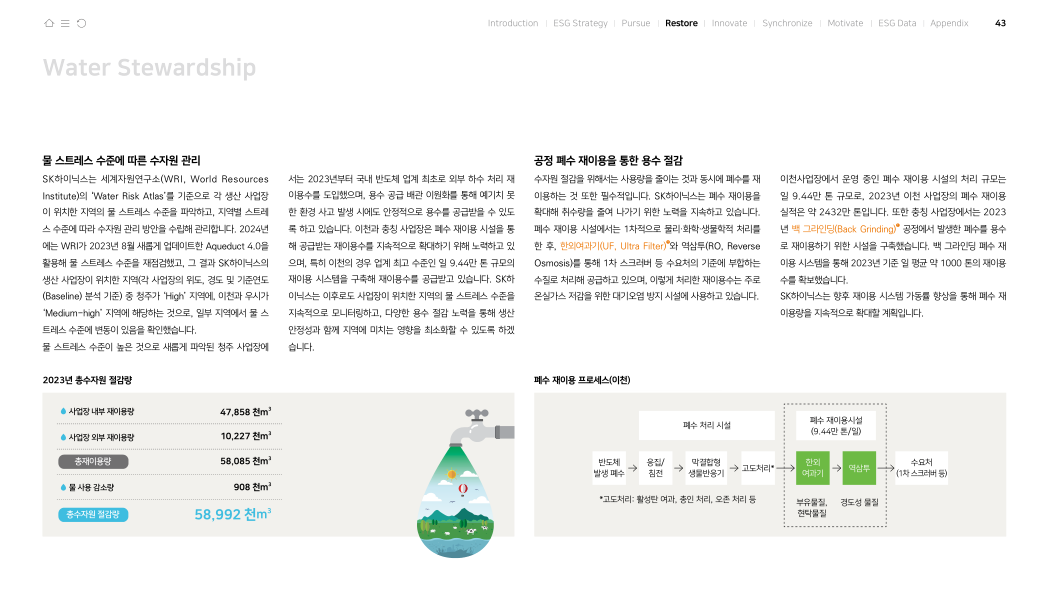 Introduction | ESG Strategy | Pursue | Restore | Innovate | Synchronize | Motivate | ESG Data | Appendix 43
Water Stewardship
물 스트레스 수준에 따른 수자원 관리
SK하이닉스는 세계자원연구소(WRI, World Resources
Institute)의 'Water Risk Atlas'를 기준으로 각 생산 사업장
이 위치한 지역의 물 스트레스 수준을 파악하고, 지역별 스트레
스 수준에 따라 수자원 관리 방안을 수립해 관리합니다. 2024년
에는 WRI가 2023년 8월 새롭게 업데이트한 Aqueduct 4.0을
활용해 물 스트레스 수준을 재점검했고, 그 결과 SK하이닉스의
생산 사업장이 위치한 지역(각 사업장의 위도, 경도 및 기준연도
(Baseline) 분석 기준) 중 청주가 'High' 지역에, 이천과 우시가
'Medium-high' 지역에 해당하는 것으로, 일부 지역에서 물 스
트레스 수준에 변동이 있음을 확인했습니다.
물 스트레스 수준이 높은 것으로 새롭게 파악된 청주 사업장에
서는 2023년부터 국내 반도체 업계 최초로 외부 하수 처리 재
이용수를 도입했으며, 용수 공급 배관 이원화를 통해 예기치 못
한 환경 사고 발생 시에도 안정적으로 용수를 공급받을 수 있도
록 하고 있습니다. 이천과 충칭 사업장은 폐수 재이용 시설을 통
해 공급받는 재이용수를 지속적으로 확대하기 위해 노력하고 있
으며, 특히 이천의 경우 업계 최고 수준인 일 9.44만 톤 규모의
재이용 시스템을 구축해 재이용수를 공급받고 있습니다. SK하
이닉스는 이후로도 사업장이 위치한 지역의 물 스트레스 수준을
지속적으로 모니터링하고, 다양한 용수 절감 노력을 통해 생산
안정성과 함께 지역에 미치는 영향을 최소화할 수 있도록 하겠
습니다.
공정 폐수 재이용을 통한 용수 절감
수자원 절감을 위해서는 사용량을 줄이는 것과 동시에 폐수를 재
이용하는 것 또한 필수적입니다. SK하이닉스는 폐수 재이용을
확대해 취수량을 줄여 나가기 위한 노력을 지속하고 있습니다.
폐수 재이용 시설에서는 1차적으로 물리·화학·생물학적 처리를
한 후, 한외여과기(UF, Ultra Filter)와 역삼투(RO, Reverse
Osmosis)를 통해 1차 스크러버 등 수요처의 기준에 부합하는
수질로 처리해 공급하고 있으며, 이렇게 처리한 재이용수는 주로
온실가스 저감을 위한 대기오염 방지 시설에 사용하고 있습니다.
이천사업장에서 운영 중인 폐수 재이용 시설의 처리 규모는
일 9.44만 톤 규모로, 2023년 이천 사업장의 폐수 재이용
실적은 약 2432만 톤입니다. 또한 충칭 사업장에서는 2023
년 백 그라인딩(Back Grinding) 공정에서 발생한 폐수를 용수
로 재이용하기 위한 시설을 구축했습니다. 백 그라인딩 폐수 재
이용 시스템을 통해 2023년 기준 일 평균 약 1000 톤의 재이용
수를 확보했습니다.
SK하이닉스는 향후 재이용 시스템 가동률 향상을 통해 폐수 재
이용량을 지속적으로 확대할 계획입니다.
2023년 총수자원 절감량
사업장 내부 재이용량 47,858 천m³
사업장 외부 재이용량 10,227 천m³
총재이용량 58,085 천m³
물 사용 감소량 908 천m³
총수자원 절감량 58,992 천m³
폐수 재이용 프로세스(이천)
폐수 처리 시설
폐수 재이용시설
(9.44만 톤/일)
반도체
발생 폐수
응집/
침전
막결합형
생물반응기
고도처리*
한외
여과기
역삼투
수요처
(1차 스크러버 등)
*고도처리: 활성탄 여과, 총인 처리, 오존 처리 등
부유물질,
현탁물질
경도성 물질